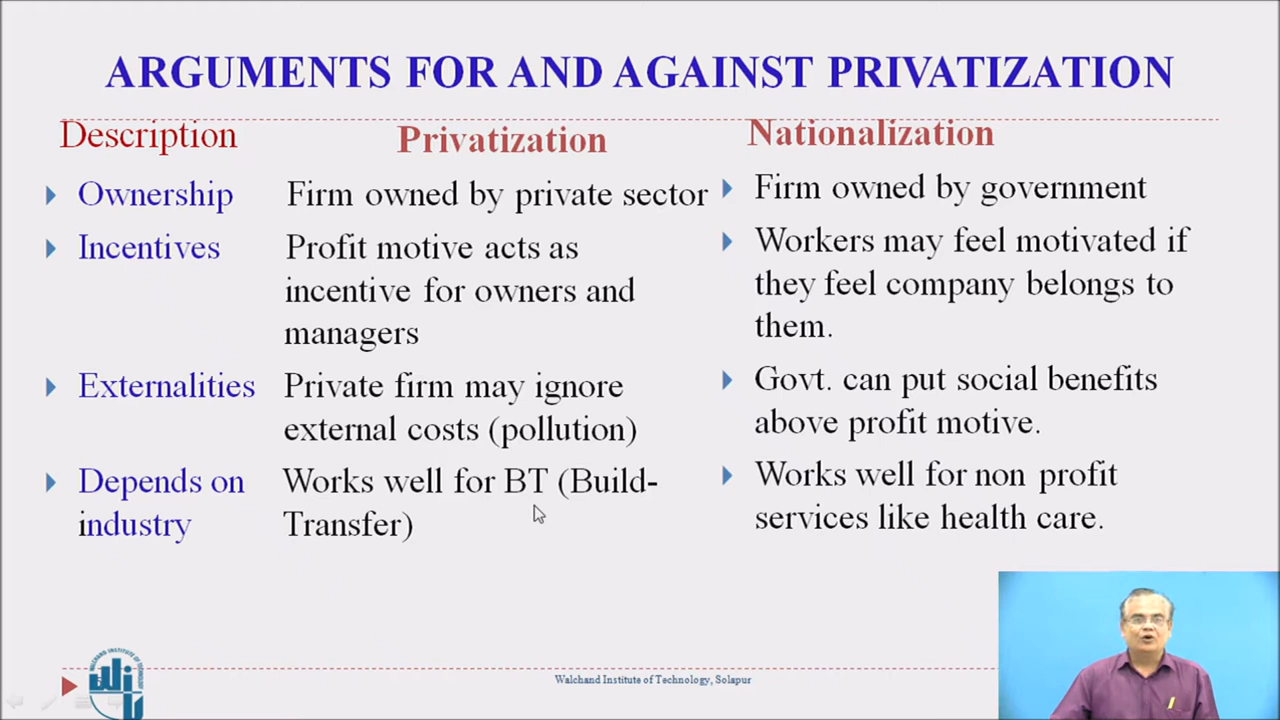 ARGUMENTS FOR AND AGAINST PRIVATIZATION
Description Privatization Nationalization
Ownership Firm owned by private sector Firm owned by government
Incentives Profit motive acts as Workers may feel motivated if
incentive for owners and they feel company belongs to
managers them.
Externalities Private firm may ignore Govt. can put social benefits
external costs (pollution) above profit motive.
Depends on Works well for BT (Build- Works well for non profit
industry Transfer) services like health care.
WALCHAND INSTITUTE OF TECHNOLOGY
Walchand Institute of Technology, Solapur